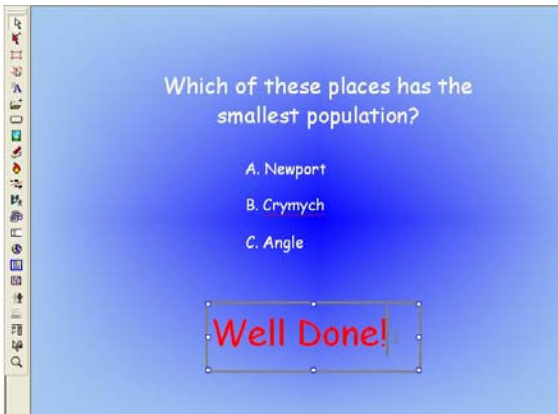 Which of these places has the
smallest population?
A. Newport
B. Crymych
C. Angle
Well Done!